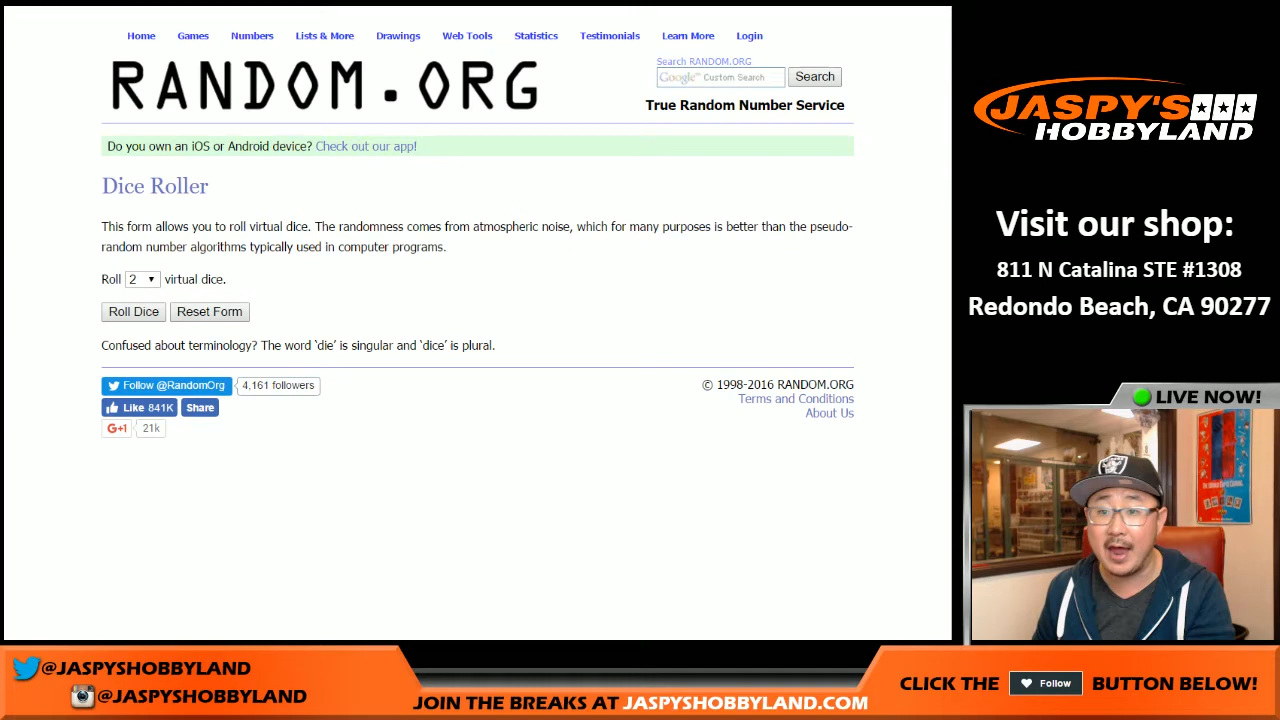 Home Games Numbers Lists & More Drawings Web Tools Statistics Testimonials Learn More Login
RANDOM.ORG
Search RANDOM.ORG
Google™ Custom Search Search
True Random Number Service
Do you own an iOS or Android device? Check out our app!
Dice Roller
This form allows you to roll virtual dice. The randomness comes from atmospheric noise, which for many purposes is better than the pseudo-
random number algorithms typically used in computer programs.
Roll 2 virtual dice.
Roll Dice Reset Form
Confused about terminology? The word ‘die’ is singular and ‘dice’ is plural.
Follow @RandomOrg 4,161 followers
Like 841K Share
G+1 21k
© 1998-2016 RANDOM.ORG
Terms and Conditions
About Us
JASPY'S
HOBBYLAND
Visit our shop:
811 N Catalina STE #1308
Redondo Beach, CA 90277
LIVE NOW!
@JASPYSHOBBYLAND
@JASPYSHOBBYLAND
JOIN THE BREAKS AT JASPYSHOBBYLAND.COM
CLICK THE Follow BUTTON BELOW!